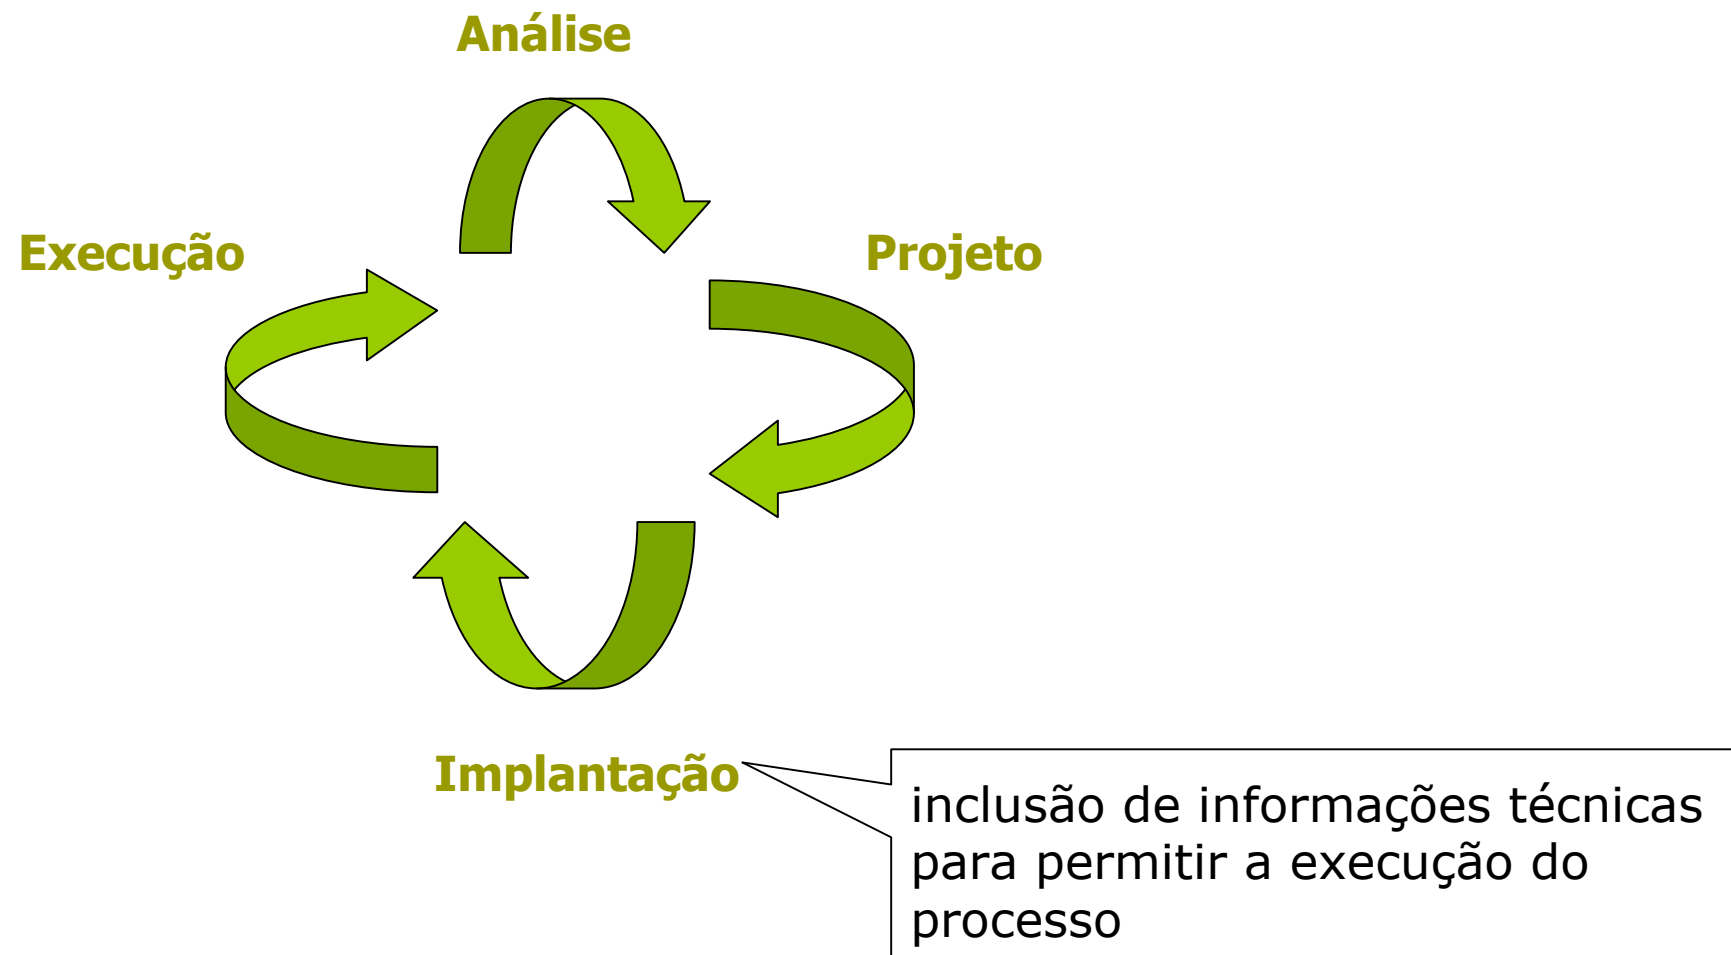 Análise
Execução
Projeto
Implantação
inclusão de informações técnicas
para permitir a execução do
processo